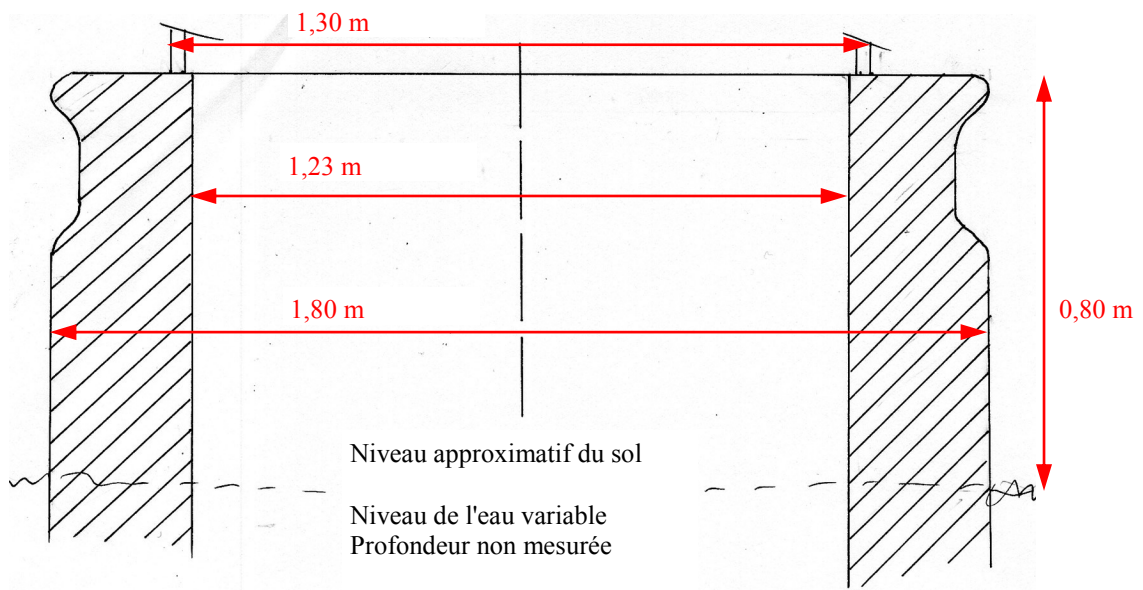 1,30 m
1,23 m
1,80 m
0,80 m
Niveau approximatif du sol
Niveau de l'eau variable
Profondeur non mesurée